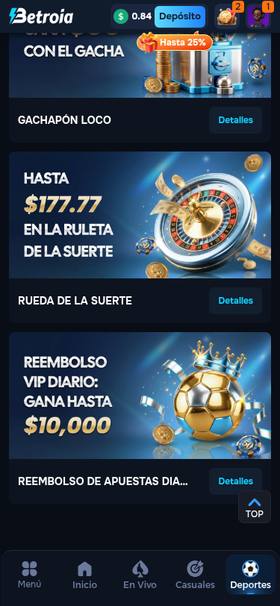 Betroia
0.84
Depósito
2
1
Hasta 25%
CON EL GACHA
GACHAPÓN LOCO
Detalles
HASTA
$177.77
EN LA RULETA
DE LA SUERTE
RUEDA DE LA SUERTE
Detalles
REEMBOLSO
VIP DIARIO:
GANA HASTA
$10,000
REEMBOLSO DE APUESTAS DIA...
Detalles
TOP
Menú
Inicio
En Vivo
Casuales
Deportes